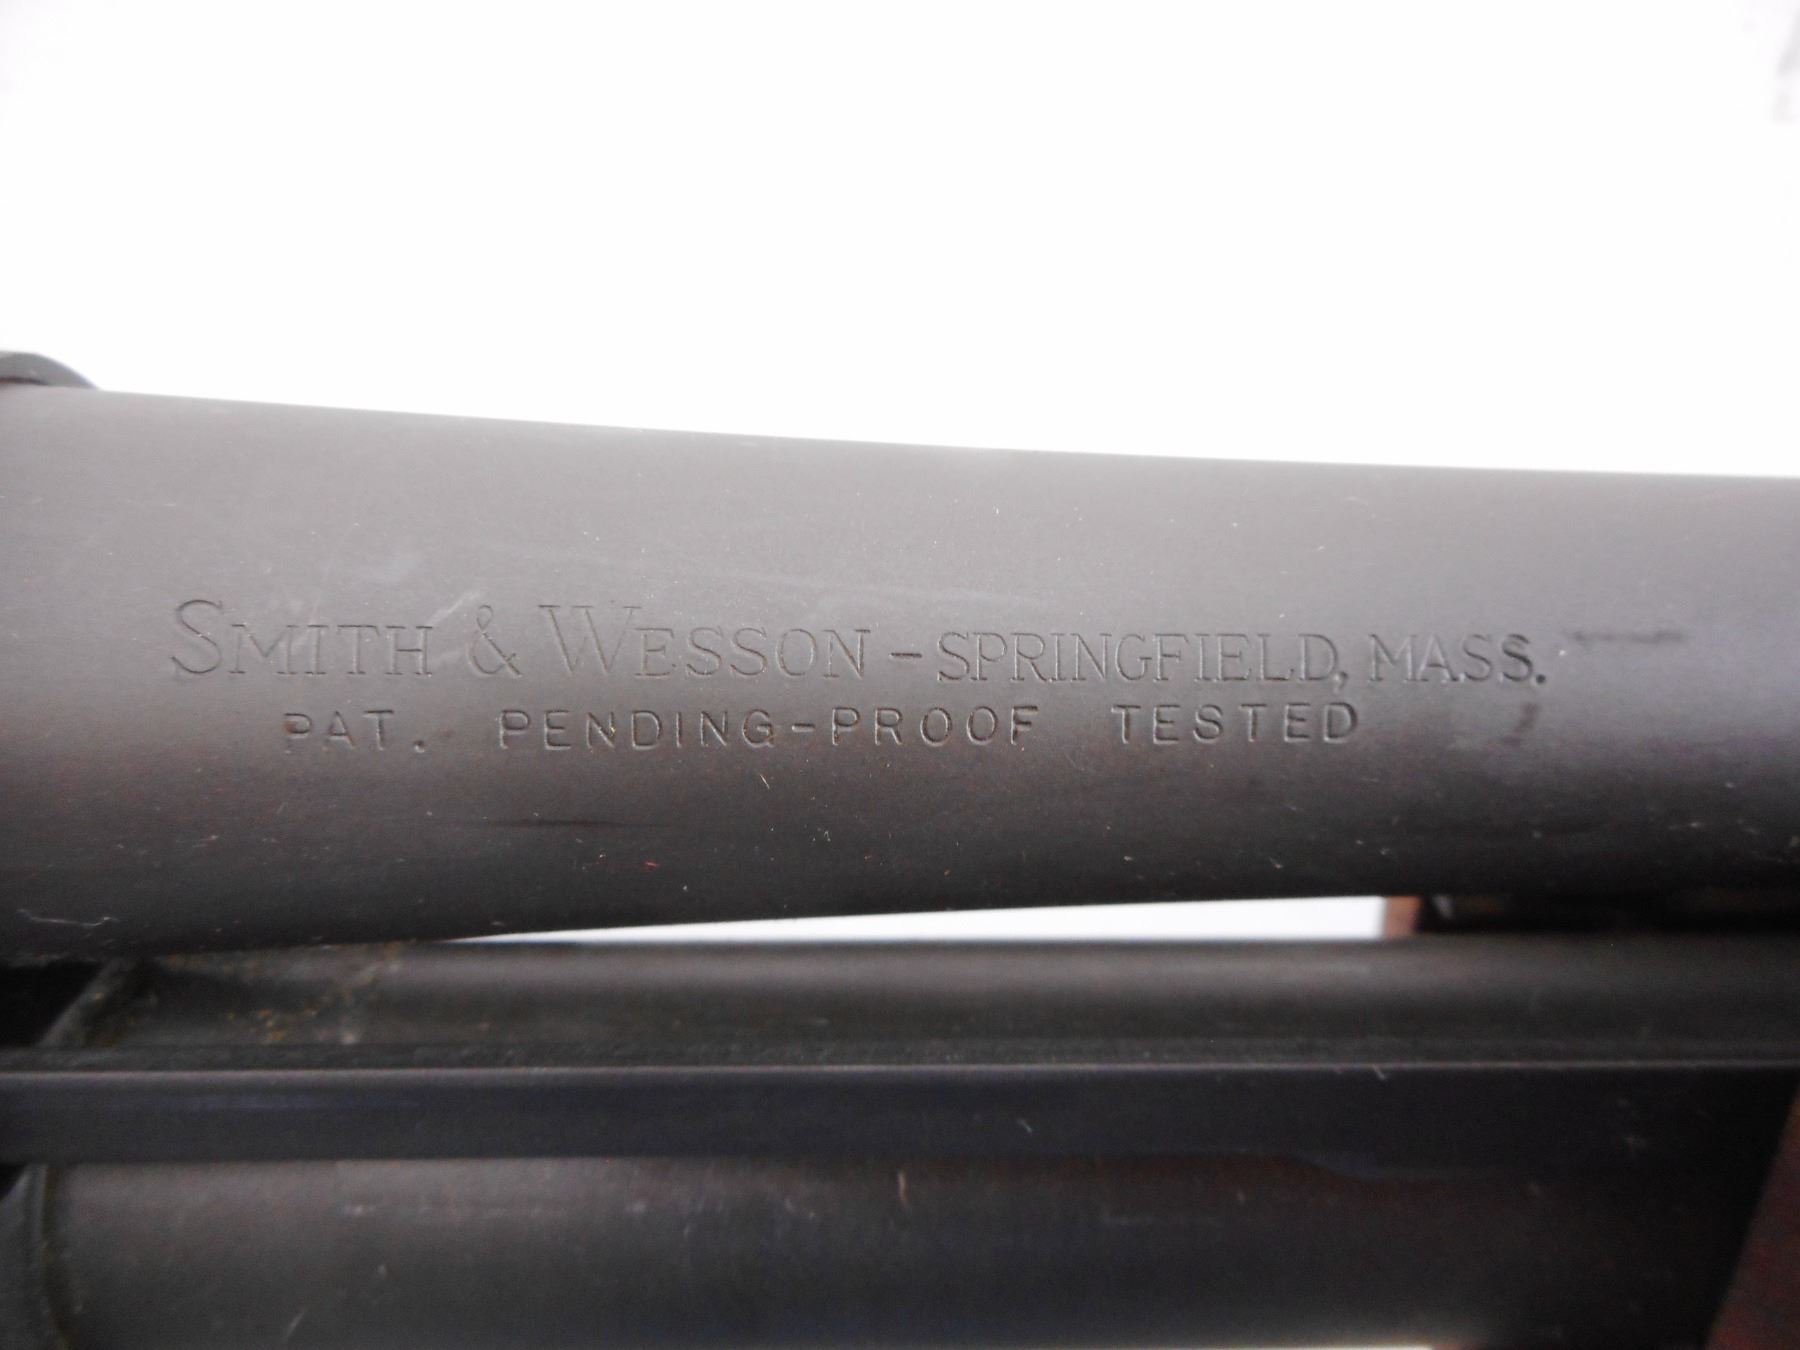 SMITH & WESSON – SPRINGFIELD, MASS.
PAT. PENDING-PROOF TESTED